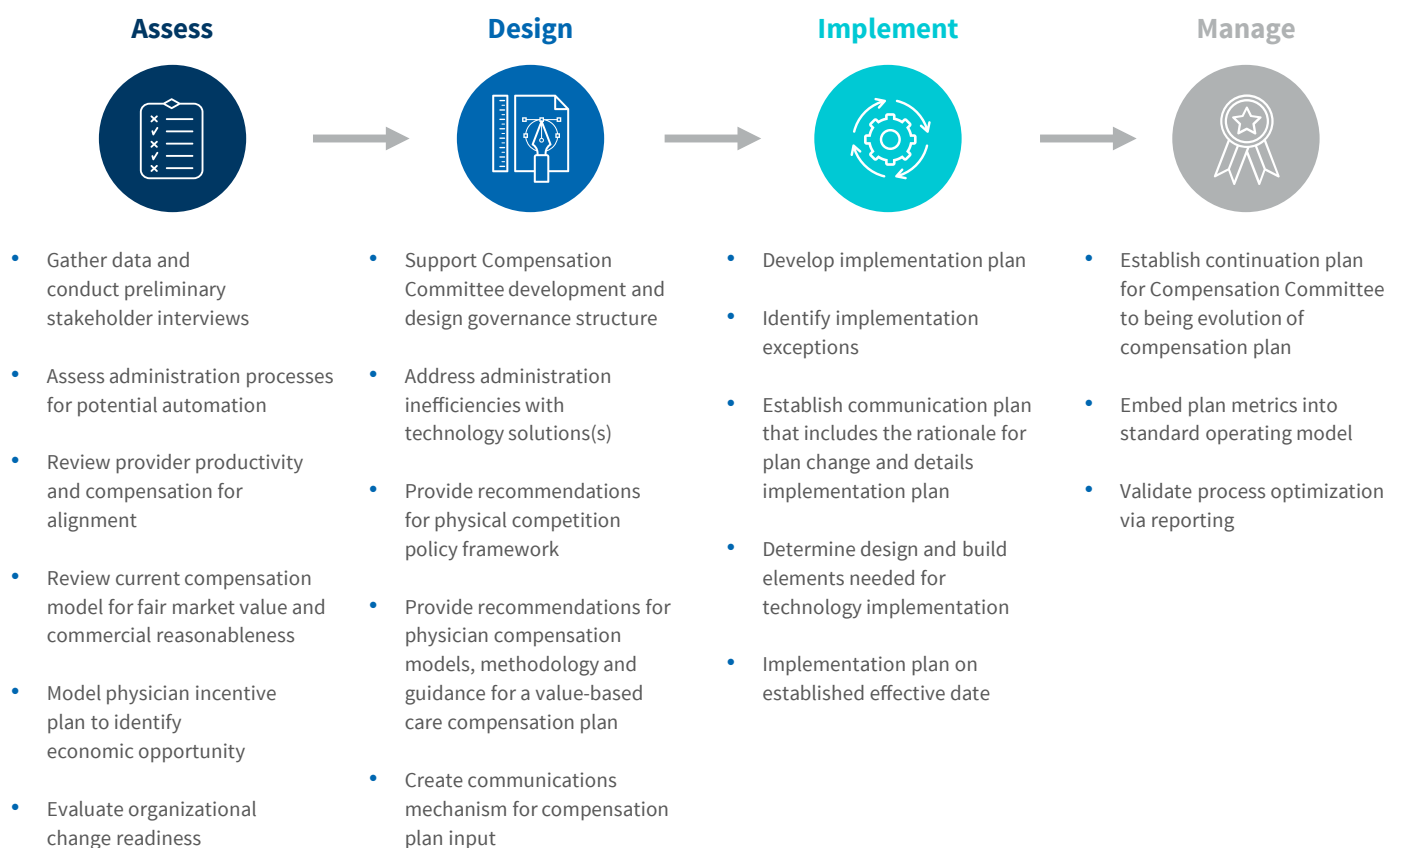 Assess
Gather data and
conduct preliminary
stakeholder interviews
Assess administration processes
for potential automation
Review provider productivity
and compensation for
alignment
Review current compensation
model for fair market value and
commercial reasonableness
Model physician incentive
plan to identify
economic opportunity
Evaluate organizational
change readiness
Design
Support Compensation
Committee development and
design governance structure
Address administration
inefficiencies with
technology solutions(s)
Provide recommendations
for physical competition
policy framework
Provide recommendations for
physician compensation
models, methodology and
guidance for a value-based
care compensation plan
Create communications
mechanism for compensation
plan input
Implement
Develop implementation plan
Identify implementation
exceptions
Establish communication plan
that includes the rationale for
plan change and details
implementation plan
Determine design and build
elements needed for
technology implementation
Implementation plan on
established effective date
Manage
Establish continuation plan
for Compensation Committee
to being evolution of
compensation plan
Embed plan metrics into
standard operating model
Validate process optimization
via reporting